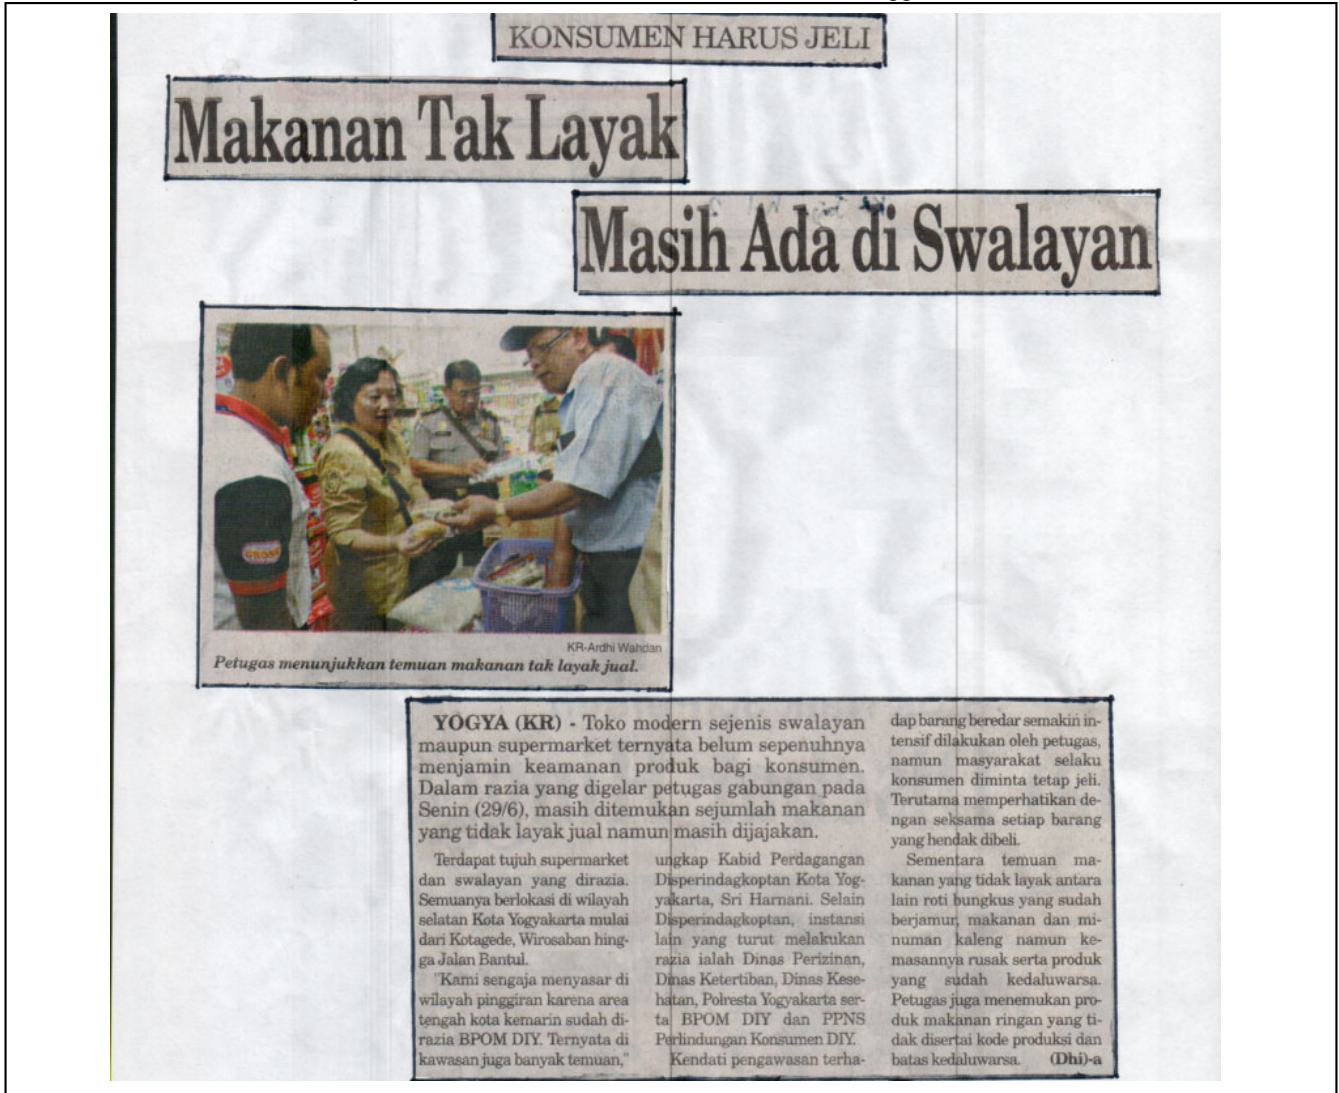 KONSUMEN HARUS JELI
Makanan Tak Layak
Masih Ada di Swalayan
GROSIR
KR-Ardhi Wahdan
Petugas menunjukkan temuan makanan tak layak jual.
YOGYA (KR) - Toko modern sejenis swalayan
maupun supermarket ternyata belum sepenuhnya
menjamin keamanan produk bagi konsumen.
Dalam razia yang digelar petugas gabungan pada
Senin (29/6), masih ditemukan sejumlah makanan
yang tidak layak jual namun masih dijajakan.
Terdapat tujuh supermarket
dan swalayan yang dirazia.
Semuanya berlokasi di wilayah
selatan Kota Yogyakarta mulai
dari Kotagede, Wirosaban hing-
ga Jalan Bantul.
"Kami sengaja menyasar di
wilayah pinggiran karena area
tengah kota kemarin sudah di-
razia BPOM DIY. Ternyata di
kawasan juga banyak temuan,"
ungkap Kabid Perdagangan
Disperindagkoptan Kota Yog-
yakarta, Sri Harnani. Selain
Disperindagkoptan, instansi
lain yang turut melakukan
razia ialah Dinas Perizinan,
Dinas Ketertiban, Dinas Kese-
hatan, Polresta Yogyakarta ser-
ta BPOM DIY dan PPNS
Perlindungan Konsumen DIY.
Kendati pengawasan terha-
dap barang beredar semakin in-
tensif dilakukan oleh petugas,
namun masyarakat selaku
konsumen diminta tetap jeli.
Terutama memperhatikan de-
ngan seksama setiap barang
yang hendak dibeli.
Sementara temuan ma-
kanan yang tidak layak antara
lain roti bungkus yang sudah
berjamur, makanan dan mi-
numan kaleng namun ke-
masannya rusak serta produk
yang sudah kedaluwarsa.
Petugas juga menemukan pro-
duk makanan ringan yang ti-
dak disertai kode produksi dan
batas kedaluwarsa. (Dhi)-a